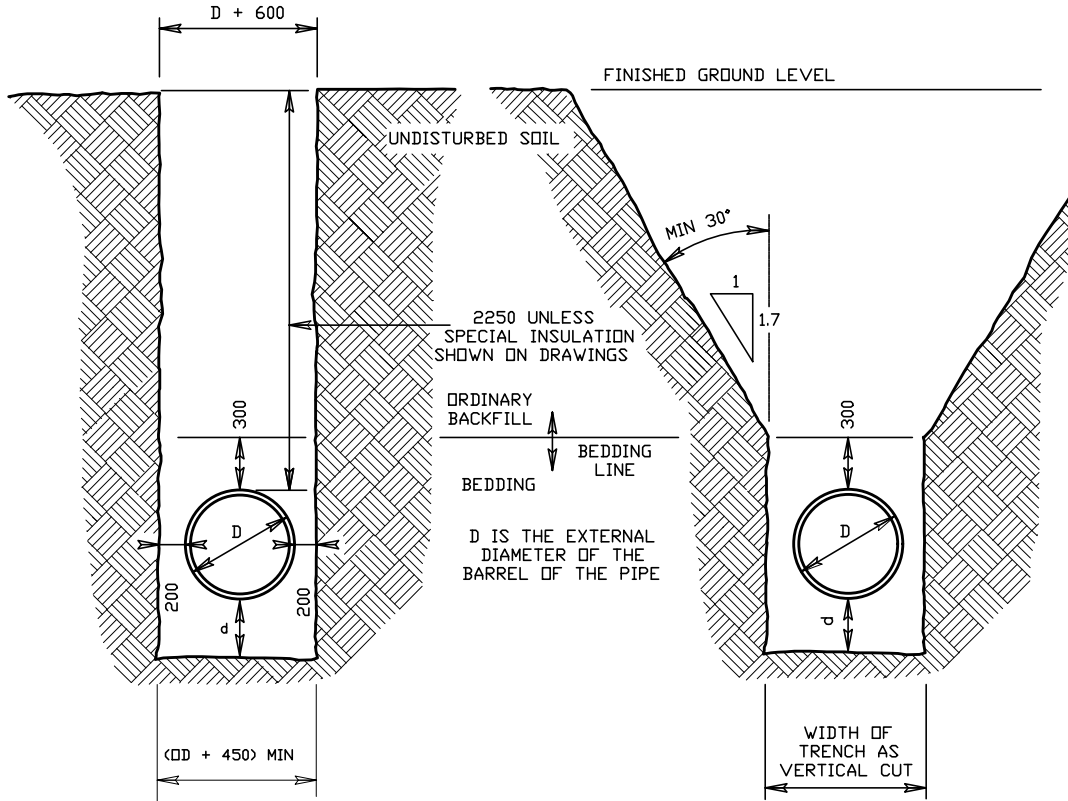 D + 600
FINISHED GROUND LEVEL
UNDISTURBED SOIL
MIN 30°
1
1.7
2250 UNLESS
SPECIAL INSULATION
SHOWN ON DRAWINGS
ORDINARY
BACKFILL
300
300
BEDDING
LINE
BEDDING
D
D
D IS THE EXTERNAL
DIAMETER OF THE
BARREL OF THE PIPE
200
200
d
d
(OD + 450) MIN
WIDTH OF
TRENCH AS
VERTICAL CUT